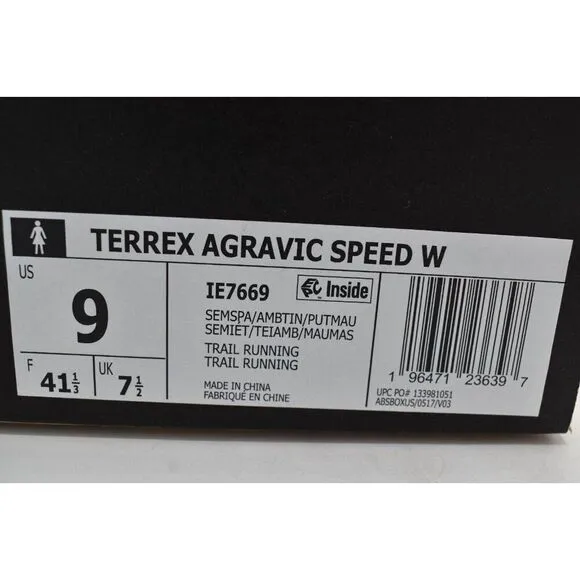 TERREX AGRAVIC SPEED W
US
9
F
41 1/3
UK
7 1/2
IE7669
Inside
SEMSPA/AMBTIN/PUTMAU
SEMIET/TEIAMB/MAUMAS
TRAIL RUNNING
TRAIL RUNNING
MADE IN CHINA
FABRIQUÉ EN CHINE
1 96471 23639 7
UPC PO# 133981051
ABSBOXUS/0517/V03